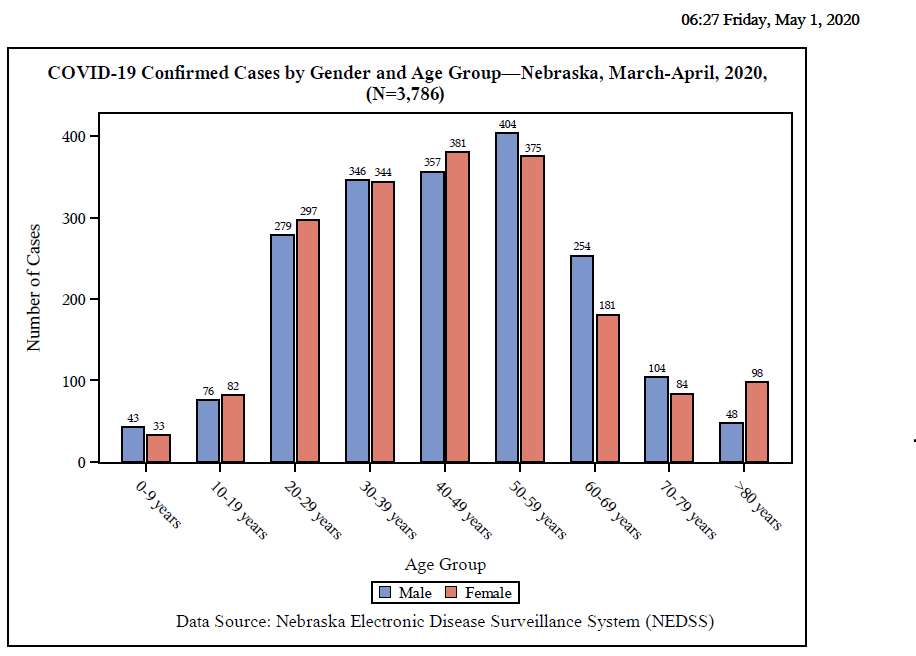 06:27 Friday, May 1, 2020
COVID-19 Confirmed Cases by Gender and Age Group—Nebraska, March-April, 2020,
(N=3,786)
Number of Cases
400
300
200
100
0
43 33
76 82
279 297
346 344
357 381
404 375
254 181
104 84
48 98
0-9 years
10-19 years
20-29 years
30-39 years
40-49 years
50-59 years
60-69 years
70-79 years
>80 years
Age Group
Male Female
Data Source: Nebraska Electronic Disease Surveillance System (NEDSS)